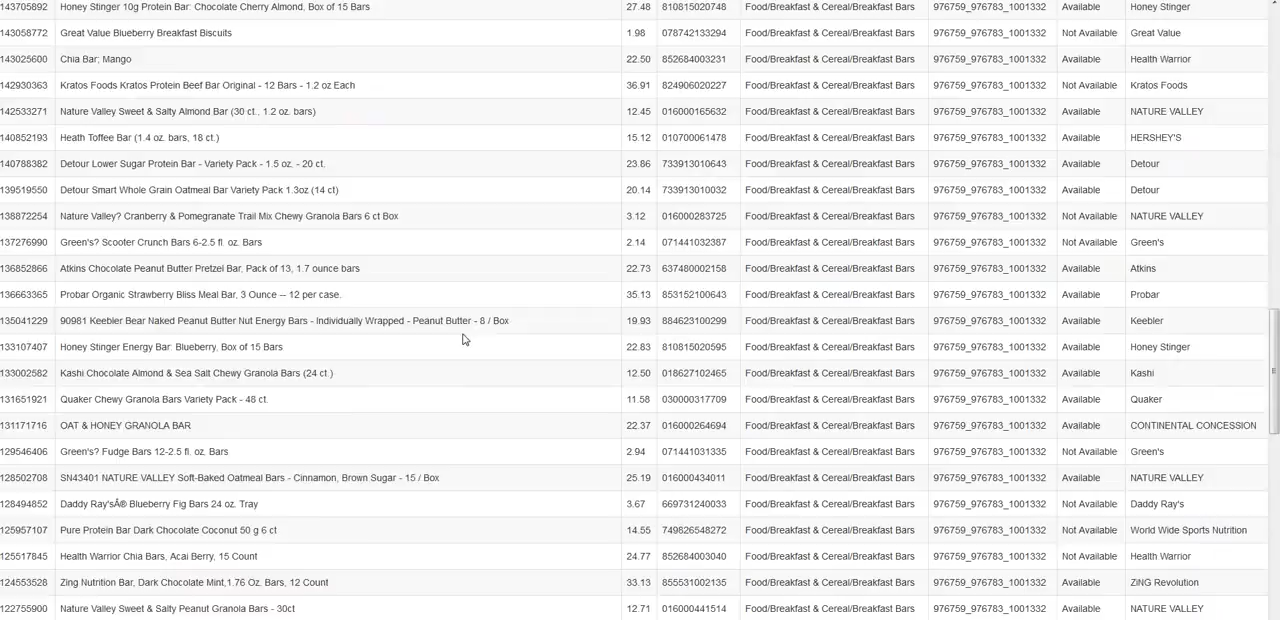 143705892 Honey Stinger 10g Protein Bar: Chocolate Cherry Almond, Box of 15 Bars 27.48 810815020748 Food/Breakfast & Cereal/Breakfast Bars 976759_976783_1001332 Available Honey Stinger
143058772 Great Value Blueberry Breakfast Biscuits 1.98 078742133294 Food/Breakfast & Cereal/Breakfast Bars 976759_976783_1001332 Not Available Great Value
143025600 Chia Bar; Mango 22.50 852684003231 Food/Breakfast & Cereal/Breakfast Bars 976759_976783_1001332 Available Health Warrior
142930363 Kratos Foods Kratos Protein Beef Bar Original - 12 Bars - 1.2 oz Each 36.91 824906020227 Food/Breakfast & Cereal/Breakfast Bars 976759_976783_1001332 Not Available Kratos Foods
142533271 Nature Valley Sweet & Salty Almond Bar (30 ct., 1.2 oz. bars) 12.45 016000165632 Food/Breakfast & Cereal/Breakfast Bars 976759_976783_1001332 Available NATURE VALLEY
140852193 Heath Toffee Bar (1.4 oz. bars, 18 ct.) 15.12 010700061478 Food/Breakfast & Cereal/Breakfast Bars 976759_976783_1001332 Available HERSHEY'S
140788382 Detour Lower Sugar Protein Bar - Variety Pack - 1.5 oz. - 20 ct. 23.86 733913010643 Food/Breakfast & Cereal/Breakfast Bars 976759_976783_1001332 Available Detour
139519550 Detour Smart Whole Grain Oatmeal Bar Variety Pack 1.3oz (14 ct) 20.14 733913010032 Food/Breakfast & Cereal/Breakfast Bars 976759_976783_1001332 Available Detour
138872254 Nature Valley? Cranberry & Pomegranate Trail Mix Chewy Granola Bars 6 ct Box 3.12 016000283725 Food/Breakfast & Cereal/Breakfast Bars 976759_976783_1001332 Not Available NATURE VALLEY
137276990 Green's? Scooter Crunch Bars 6-2.5 fl. oz. Bars 2.14 071441032387 Food/Breakfast & Cereal/Breakfast Bars 976759_976783_1001332 Not Available Green's
136852866 Atkins Chocolate Peanut Butter Pretzel Bar, Pack of 13, 1.7 ounce bars 22.73 637480002158 Food/Breakfast & Cereal/Breakfast Bars 976759_976783_1001332 Available Atkins
136663365 Probar Organic Strawberry Bliss Meal Bar, 3 Ounce -- 12 per case. 35.13 853152100643 Food/Breakfast & Cereal/Breakfast Bars 976759_976783_1001332 Available Probar
135041229 90981 Keebler Bear Naked Peanut Butter Nut Energy Bars - Individually Wrapped - Peanut Butter - 8 / Box 19.93 884623100299 Food/Breakfast & Cereal/Breakfast Bars 976759_976783_1001332 Available Keebler
133107407 Honey Stinger Energy Bar: Blueberry, Box of 15 Bars 22.83 810815020595 Food/Breakfast & Cereal/Breakfast Bars 976759_976783_1001332 Available Honey Stinger
133002582 Kashi Chocolate Almond & Sea Salt Chewy Granola Bars (24 ct.) 12.50 018627102465 Food/Breakfast & Cereal/Breakfast Bars 976759_976783_1001332 Available Kashi
131651921 Quaker Chewy Granola Bars Variety Pack - 48 ct. 11.58 030000317709 Food/Breakfast & Cereal/Breakfast Bars 976759_976783_1001332 Available Quaker
131171716 OAT & HONEY GRANOLA BAR 22.37 016000264694 Food/Breakfast & Cereal/Breakfast Bars 976759_976783_1001332 Available CONTINENTAL CONCESSION
129546406 Green's? Fudge Bars 12-2.5 fl. oz. Bars 2.94 071441031335 Food/Breakfast & Cereal/Breakfast Bars 976759_976783_1001332 Not Available Green's
128502708 SN43401 NATURE VALLEY Soft-Baked Oatmeal Bars - Cinnamon, Brown Sugar - 15 / Box 25.19 016000434011 Food/Breakfast & Cereal/Breakfast Bars 976759_976783_1001332 Available NATURE VALLEY
128494852 Daddy Ray'sÂ® Blueberry Fig Bars 24 oz. Tray 3.67 669731240033 Food/Breakfast & Cereal/Breakfast Bars 976759_976783_1001332 Not Available Daddy Ray's
125957107 Pure Protein Bar Dark Chocolate Coconut 50 g 6 ct 14.55 749826548272 Food/Breakfast & Cereal/Breakfast Bars 976759_976783_1001332 Not Available World Wide Sports Nutrition
125517845 Health Warrior Chia Bars, Acai Berry, 15 Count 24.77 852684003040 Food/Breakfast & Cereal/Breakfast Bars 976759_976783_1001332 Not Available Health Warrior
124553528 Zing Nutrition Bar, Dark Chocolate Mint,1.76 Oz. Bars, 12 Count 33.13 855531002135 Food/Breakfast & Cereal/Breakfast Bars 976759_976783_1001332 Available ZiNG Revolution
122755900 Nature Valley Sweet & Salty Peanut Granola Bars - 30ct 12.71 016000441514 Food/Breakfast & Cereal/Breakfast Bars 976759_976783_1001332 Available NATURE VALLEY